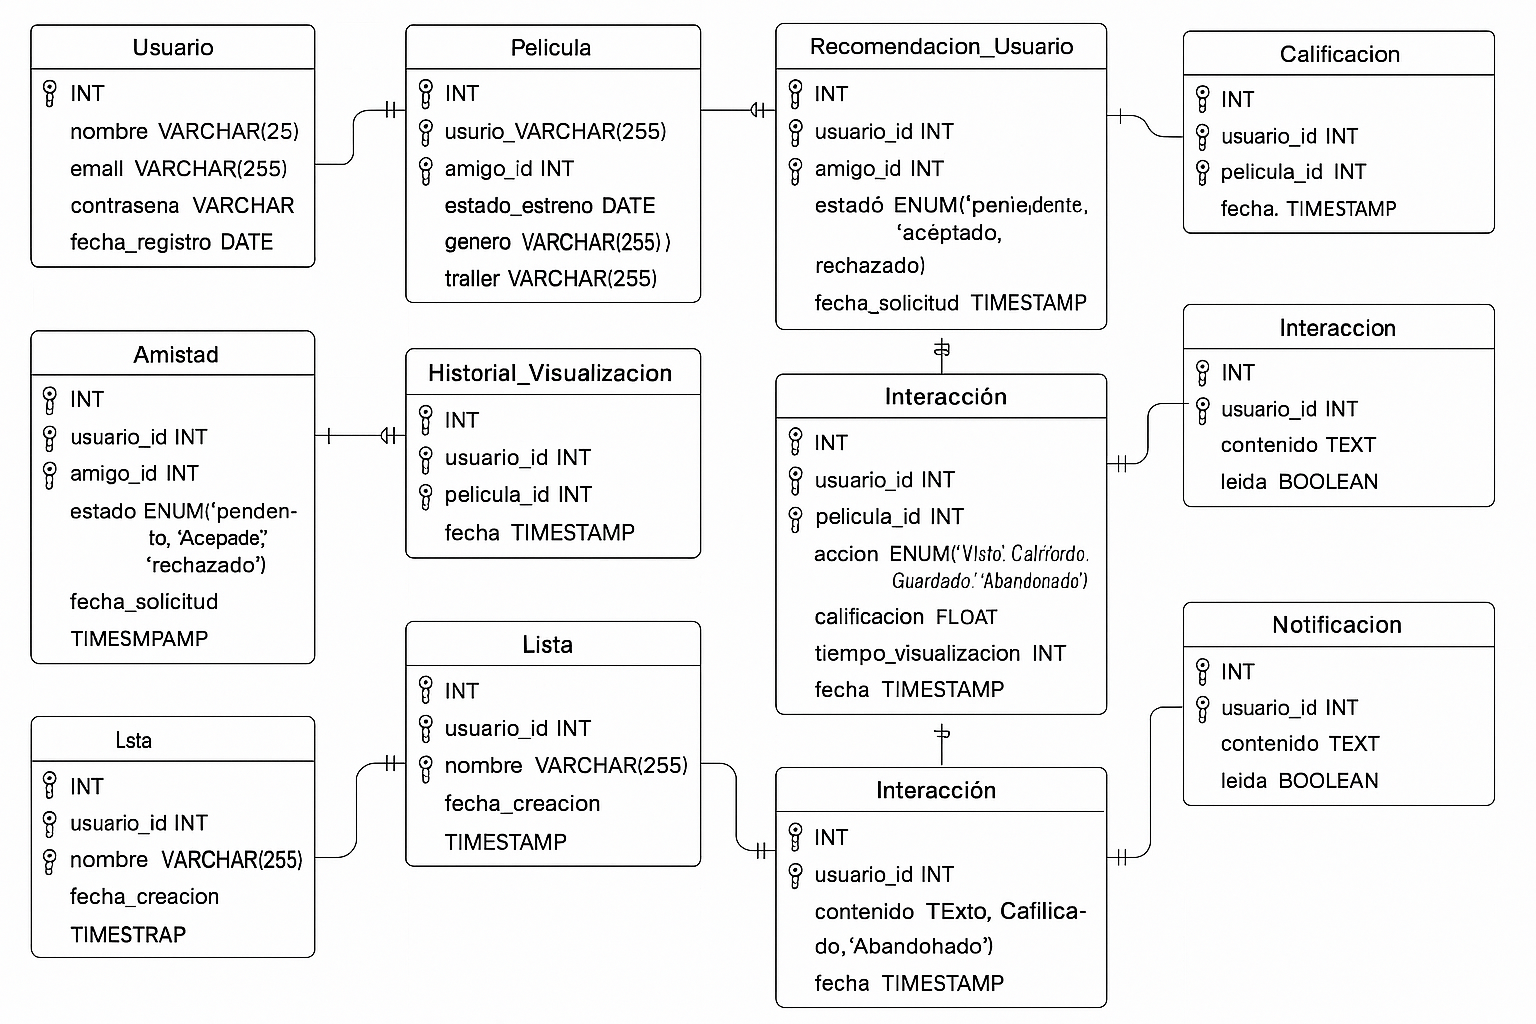 Usuario
INT
nombre VARCHAR(25)
emall VARCHAR(255)
contrasena VARCHAR
fecha_registro DATE
Pelicula
INT
usurio_VARCHAR(255)
amigo_id INT
estado_estreno DATE
genero VARCHAR(255))
traller VARCHAR(255)
Recomendacion_Usuario
INT
usuario_id INT
amigo_id INT
estadó ENUM(‘penieˌdente,
‘acéptado,
rechazado)
fecha_solicitud TIMESTAMP
Calificacion
INT
usuario_id INT
pelicula_id INT
fecha. TIMESTAMP
Amistad
INT
usuario_id INT
amigo_id INT
estado ENUM(‘penden-
to, ‘Acepade’,’
‘rechazado’)
fecha_solicitud
TIMESMPAMP
Historial_Visualizacion
INT
usuario_id INT
pelicula_id INT
fecha TIMESTAMP
Interacción
INT
usuario_id INT
pelicula_id INT
accion ENUM(‘VIsto’.
Guardado.’ ‘Abandonado’)
calificacion FLOAT
tiempo_visualizacion INT
fecha TIMESTAMP
Interaccion
INT
usuario_id INT
contenido TEXT
leida BOOLEAN
Lsta
INT
usuario_id INT
nombre VARCHAR(255)
fecha_creacion
TIMESTRAP
Lista
INT
usuario_id INT
nombre VARCHAR(255)
fecha_creacion
TIMESTAMP
Interacción
INT
usuario_id INT
contenido TExto, Cafilica-
do, ‘Abandohado’)
fecha TIMESTAMP
Notificacion
INT
usuario_id INT
contenido TEXT
leida BOOLEAN